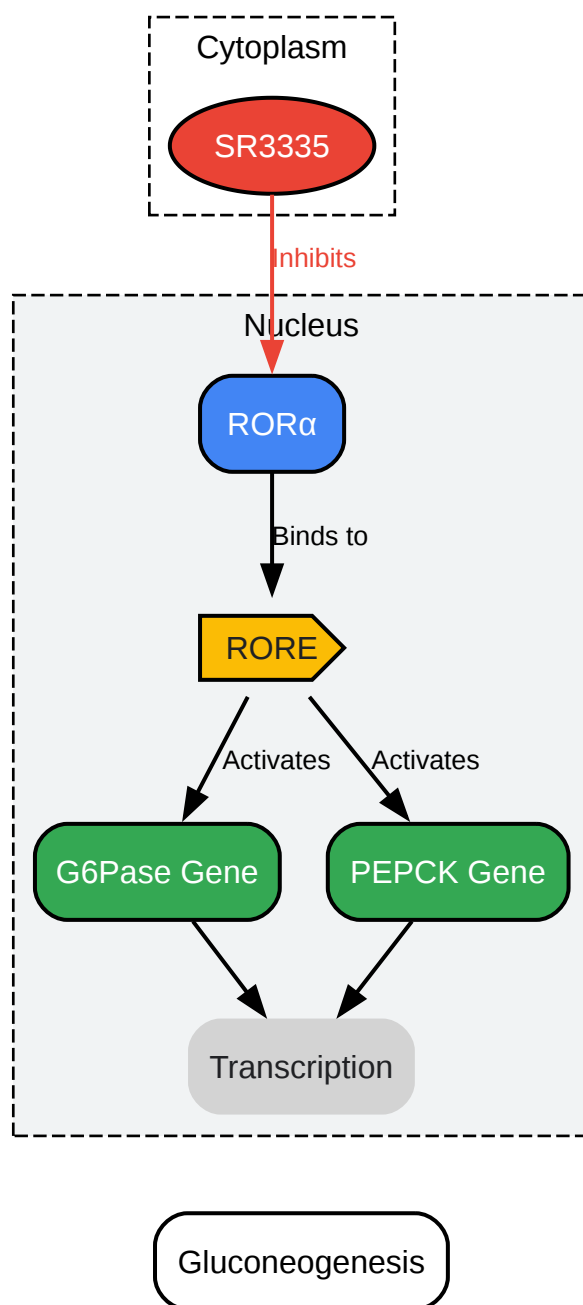 Cytoplasm
SR3335
Inhibits
Nucleus
RORα
Binds to
RORE
Activates
Activates
G6Pase Gene
PEPCK Gene
Transcription
Gluconeogenesis